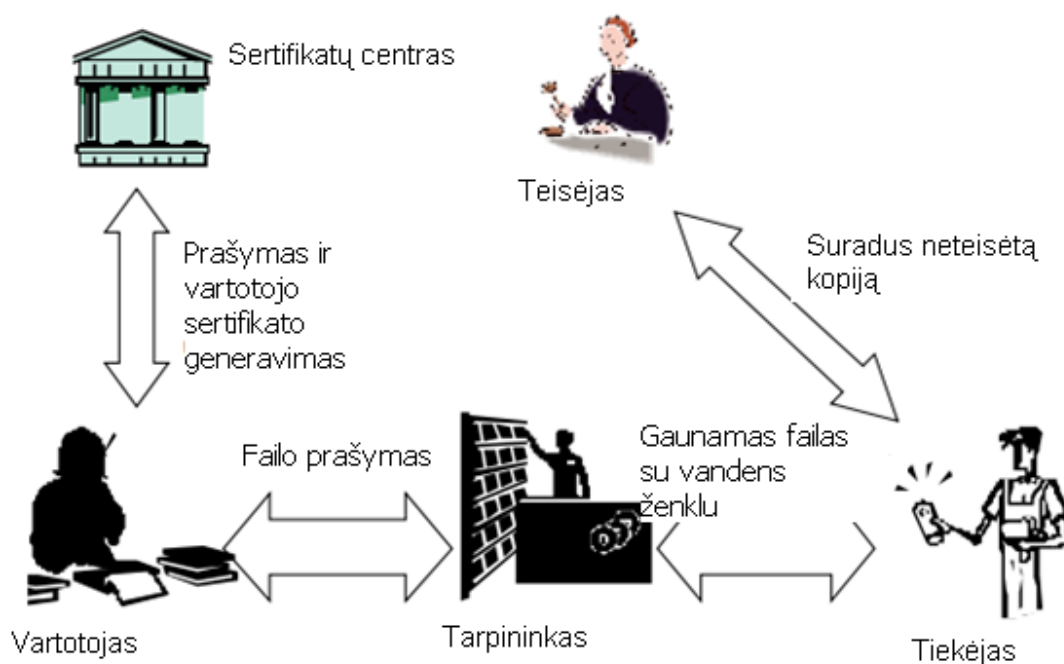 Sertifikatų centras
Teisėjas
Prašymas ir
vartotojo
sertifikato
generavimas
Suradus neteisėtą
kopiją
Failo prašymas
Gaunamas failas
su vandens
ženklu
Vartotojas
Tarpininkas
Tiekėjas